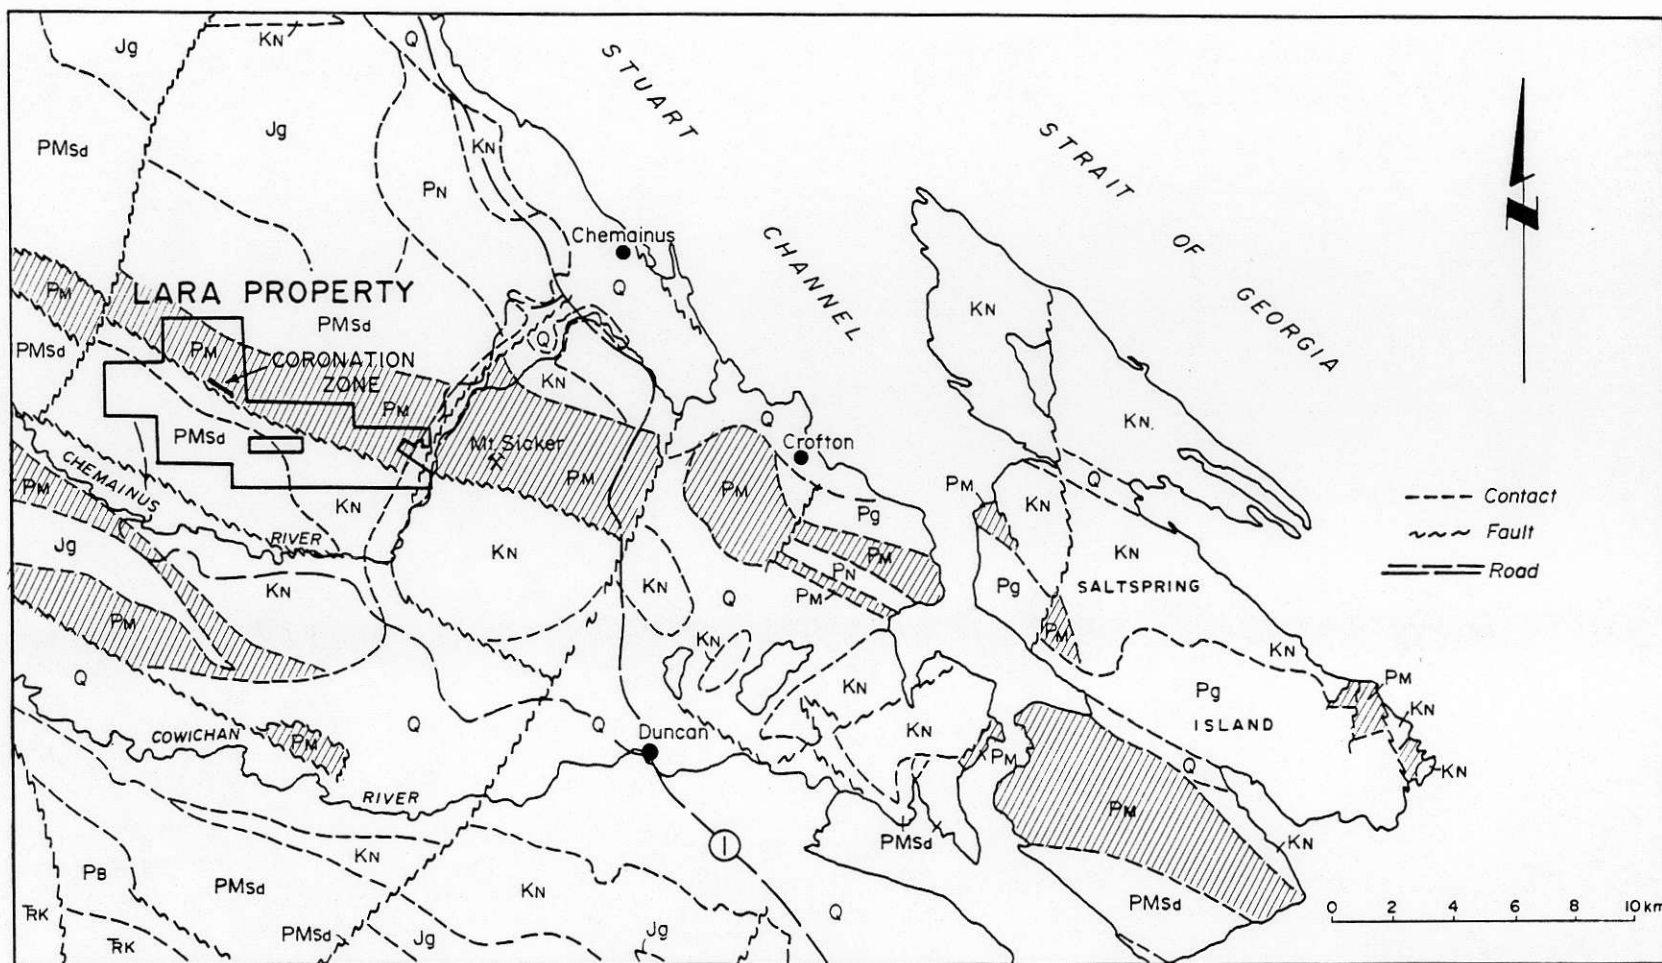 Jg
KN
Q
STUART
CHANNEL
STRAIT
OF
GEORGIA
PMSd
Jg
KN
PN
Chemainus
Q
KN
PM
LARA PROPERTY
PMSd
PMSd
PM
CORONATION
ZONE
Q
KN
KN
PM
Q
PMSd
Mt. Sicker
PM
Crofton
CHEMAINUS
RIVER
PM
KN
PM
PM
KN
Q
Pg
KN
Contact
Fault
Road
Jg
KN
KN
KN
PM
PN
PM
Q
Pg
KN
SALTSPRING
PM
KN
PM
Q
KN
KN
Pg
ISLAND
PM
KN
KN
COWICHAN
RIVER
PM
Q
Q
Duncan
KN
PM
Q
PM
KN
1
PMSd
KN
PB
PMSd
KN
PMSd
TRK
TRK
PMSd
Jg
Jg
Q
0 2 4 6 8 10 km